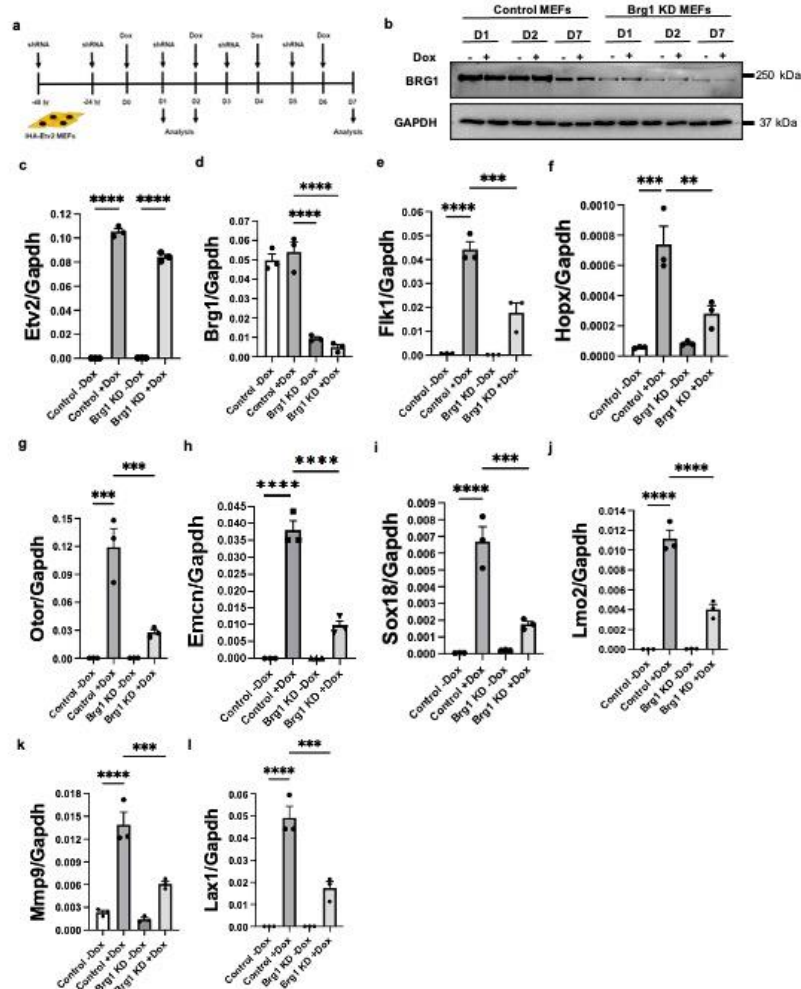 a
shRNA shRNA Dox shRNA Dox shRNA Dox shRNA Dox
-48 hr -24 hr D0 D1 D2 D3 D4 D5 D6 D7
iHA-Etv2 MEFs Analysis Analysis
b
Control MEFs Brg1 KD MEFs
D1 D2 D7 D1 D2 D7
Dox - + - + - + - + - + - +
BRG1 250 kDa
GAPDH 37 kDa
c
**** ****
Etv2/Gapdh
0.12
0.10
0.08
0.06
0.04
0.02
0.00
Control -Dox
Control +Dox
Brg1 KD -Dox
Brg1 KD +Dox
d
****
****
Brg1/Gapdh
0.07
0.06
0.05
0.04
0.03
0.02
0.01
0.00
Control -Dox
Control +Dox
Brg1 KD -Dox
Brg1 KD +Dox
e
***
****
Flk1/Gapdh
0.06
0.05
0.04
0.03
0.02
0.01
0.00
Control -Dox
Control +Dox
Brg1 KD -Dox
Brg1 KD +Dox
f
*** **
Hopx/Gapdh
0.0010
0.0008
0.0006
0.0004
0.0002
0.0000
Control -Dox
Control +Dox
Brg1 KD -Dox
Brg1 KD +Dox
g
***
***
Otor/Gapdh
0.15
0.12
0.09
0.06
0.03
0.00
Control -Dox
Control +Dox
Brg1 KD -Dox
Brg1 KD +Dox
h
****
****
Emcn/Gapdh
0.045
0.040
0.035
0.030
0.025
0.020
0.015
0.010
0.005
0.000
Control -Dox
Control +Dox
Brg1 KD -Dox
Brg1 KD +Dox
i
***
****
Sox18/Gapdh
0.009
0.008
0.007
0.006
0.005
0.004
0.003
0.002
0.001
0.000
Control -Dox
Control +Dox
Brg1 KD -Dox
Brg1 KD +Dox
j
****
****
Lmo2/Gapdh
0.014
0.012
0.010
0.008
0.006
0.004
0.002
0.000
Control -Dox
Control +Dox
Brg1 KD -Dox
Brg1 KD +Dox
k
***
****
Mmp9/Gapdh
0.018
0.015
0.012
0.009
0.006
0.003
0.000
Control -Dox
Control +Dox
Brg1 KD -Dox
Brg1 KD +Dox
l
***
****
Lax1/Gapdh
0.06
0.05
0.04
0.03
0.02
0.01
0.00
Control -Dox
Control +Dox
Brg1 KD -Dox
Brg1 KD +Dox